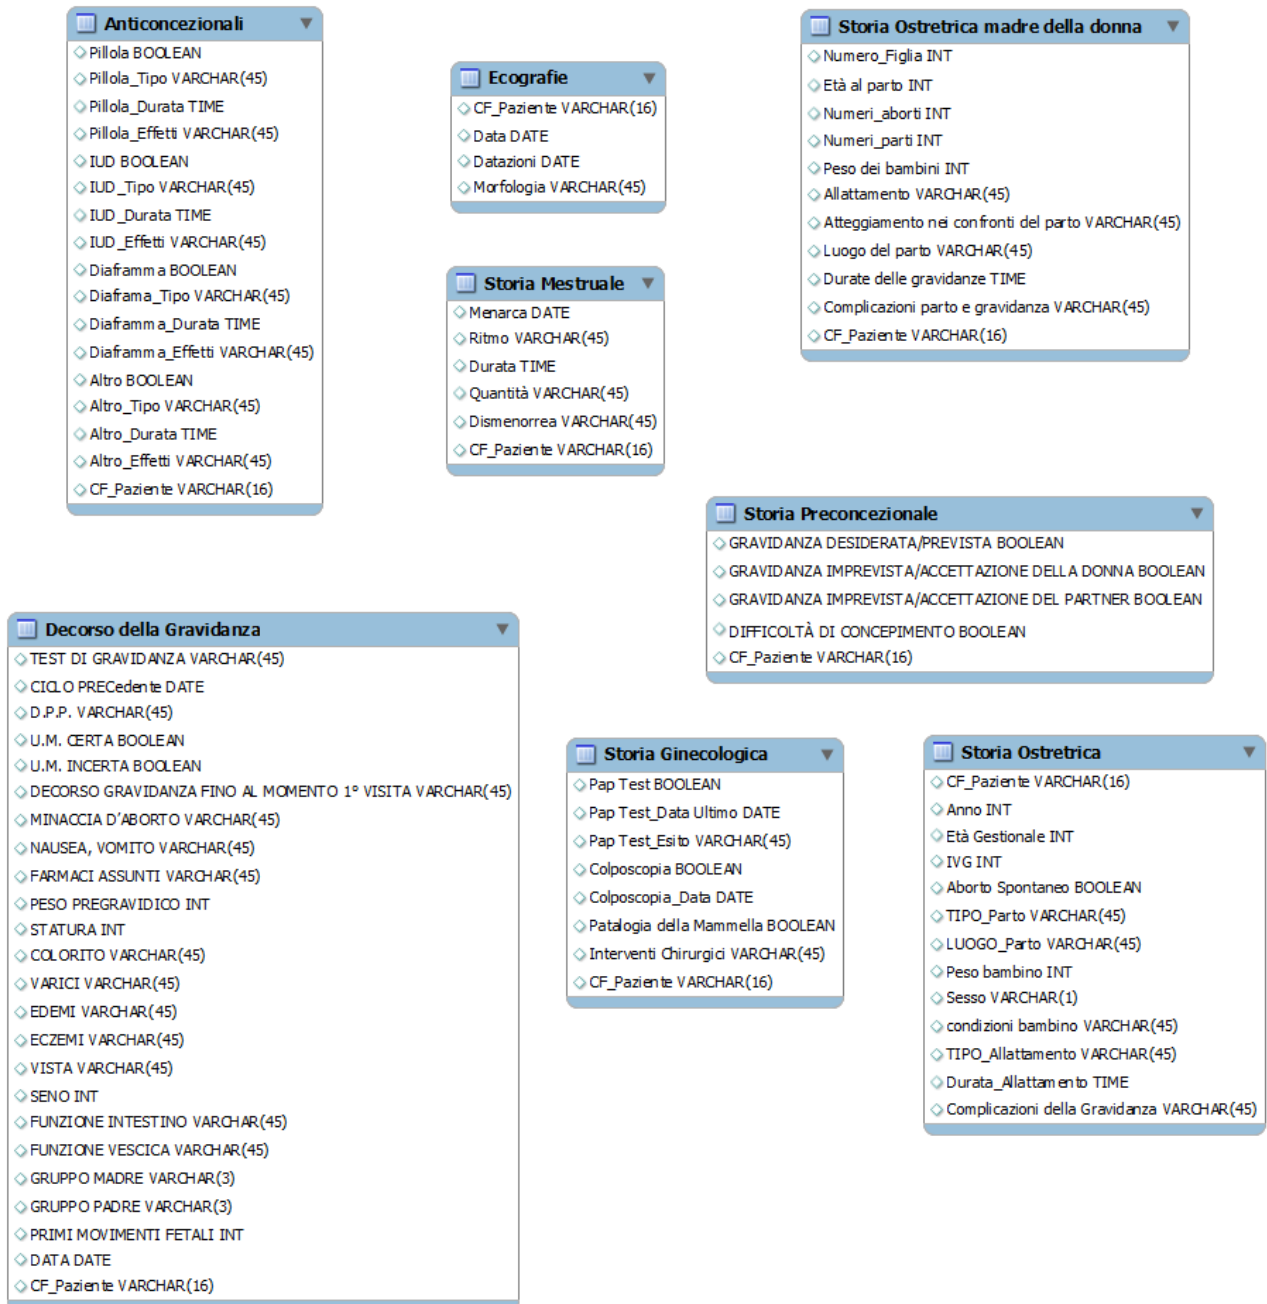 Anticoncezionali
Pillola BOOLEAN
Pillola_Tipo VARCHAR(45)
Pillola_Durata TIME
Pillola_Effetti VARCHAR(45)
IUD BOOLEAN
IUD_Tipo VARCHAR(45)
IUD_Durata TIME
IUD_Effetti VARCHAR(45)
Diaframma BOOLEAN
Diaframa_Tipo VARCHAR(45)
Diaframma_Durata TIME
Diaframma_Effetti VARCHAR(45)
Altro BOOLEAN
Altro_Tipo VARCHAR(45)
Altro_Durata TIME
Altro_Effetti VARCHAR(45)
CF_Paziente VARCHAR(16)
Ecografie
CF_Paziente VARCHAR(16)
Data DATE
Datazioni DATE
Morfologia VARCHAR(45)
Storia Mestruale
Menarca DATE
Ritmo VARCHAR(45)
Durata TIME
Quantità VARCHAR(45)
Dismenorrea VARCHAR(45)
CF_Paziente VARCHAR(16)
Storia Ostretrica madre della donna
Numero_Figlia INT
Età al parto INT
Numeri_aborti INT
Numeri_parti INT
Peso dei bambini INT
Allattamento VARCHAR(45)
Atteggiamento nei confronti del parto VARCHAR(45)
Luogo del parto VARCHAR(45)
Durate delle gravidanze TIME
Complicazioni parto e gravidanza VARCHAR(45)
CF_Paziente VARCHAR(16)
Storia Preconcezionale
GRAVIDANZA DESIDERATA/PREVISTA BOOLEAN
GRAVIDANZA IMPREVISTA/ACCETTAZIONE DELLA DONNA BOOLEAN
GRAVIDANZA IMPREVISTA/ACCETTAZIONE DEL PARTNER BOOLEAN
DIFFICOLTÀ DI CONCEPIMENTO BOOLEAN
CF_Paziente VARCHAR(16)
Decorso della Gravidanza
TEST DI GRAVIDANZA VARCHAR(45)
CICLO PRECedente DATE
D.P.P. VARCHAR(45)
U.M. CERTA BOOLEAN
U.M. INCERTA BOOLEAN
DECORSO GRAVIDANZA FINO AL MOMENTO 1° VISITA VARCHAR(45)
MINACCIA D'ABORTO VARCHAR(45)
NAUSEA, VOMITO VARCHAR(45)
FARMACI ASSUNTI VARCHAR(45)
PESO PREGRAVIDICO INT
STATURA INT
COLORITO VARCHAR(45)
VARICI VARCHAR(45)
EDEMI VARCHAR(45)
ECZEMI VARCHAR(45)
VISTA VARCHAR(45)
SENO INT
FUNZIONE INTESTINO VARCHAR(45)
FUNZIONE VESCICA VARCHAR(45)
GRUPPO MADRE VARCHAR(3)
GRUPPO PADRE VARCHAR(3)
PRIMI MOVIMENTI FETALI INT
DATA DATE
CF_Paziente VARCHAR(16)
Storia Ginecologica
Pap Test BOOLEAN
Pap Test_Data Ultimo DATE
Pap Test_Esito VARCHAR(45)
Colposcopia BOOLEAN
Colposcopia_Data DATE
Patalogia della Mammella BOOLEAN
Interventi Chirurgici VARCHAR(45)
CF_Paziente VARCHAR(16)
Storia Ostretrica
CF_Paziente VARCHAR(16)
Anno INT
Età Gestionale INT
IVG INT
Aborto Spontaneo BOOLEAN
TIPO_Parto VARCHAR(45)
LUOGO_Parto VARCHAR(45)
Peso bambino INT
Sesso VARCHAR(1)
condizioni bambino VARCHAR(45)
TIPO_Allattamento VARCHAR(45)
Durata_Allattamento TIME
Complicazioni della Gravidanza VARCHAR(45)